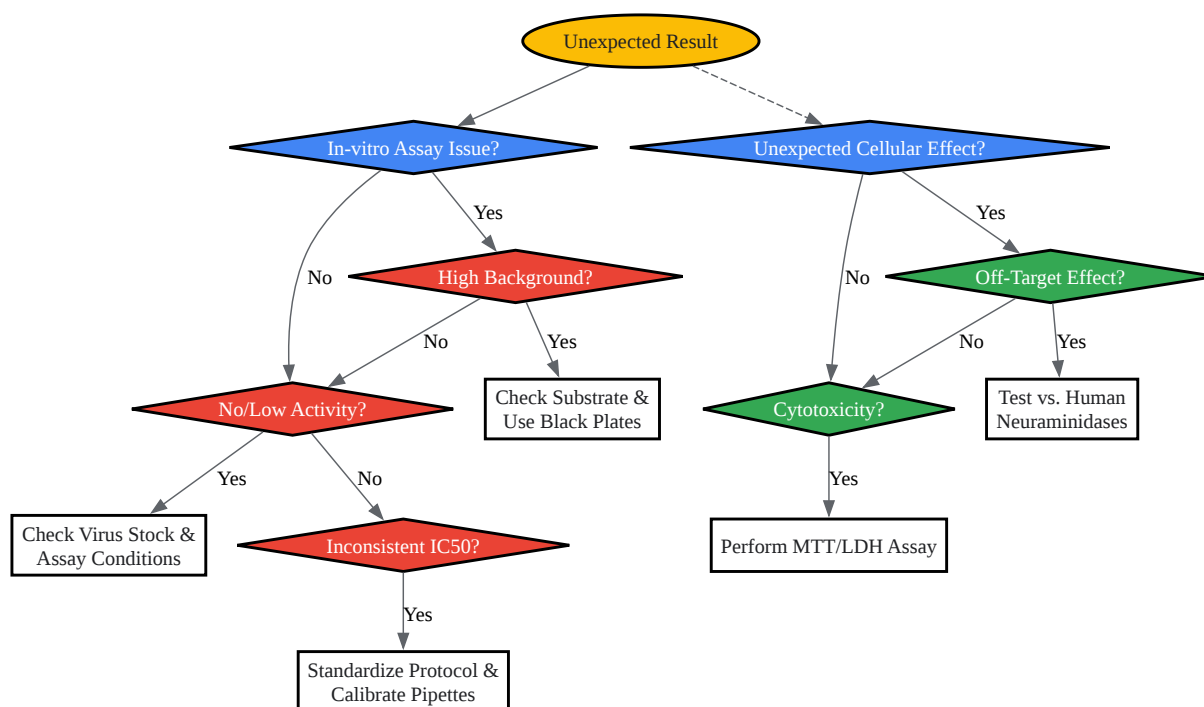 Unexpected Result
In-vitro Assay Issue?
Unexpected Cellular Effect?
Yes
Yes
No
High Background?
No
Off-Target Effect?
No
Yes
No
Yes
No/Low Activity?
Check Substrate &
Use Black Plates
Cytotoxicity?
Test vs. Human
Neuraminidases
Yes
No
Yes
Check Virus Stock &
Assay Conditions
Inconsistent IC50?
Perform MTT/LDH Assay
Yes
Standardize Protocol &
Calibrate Pipettes